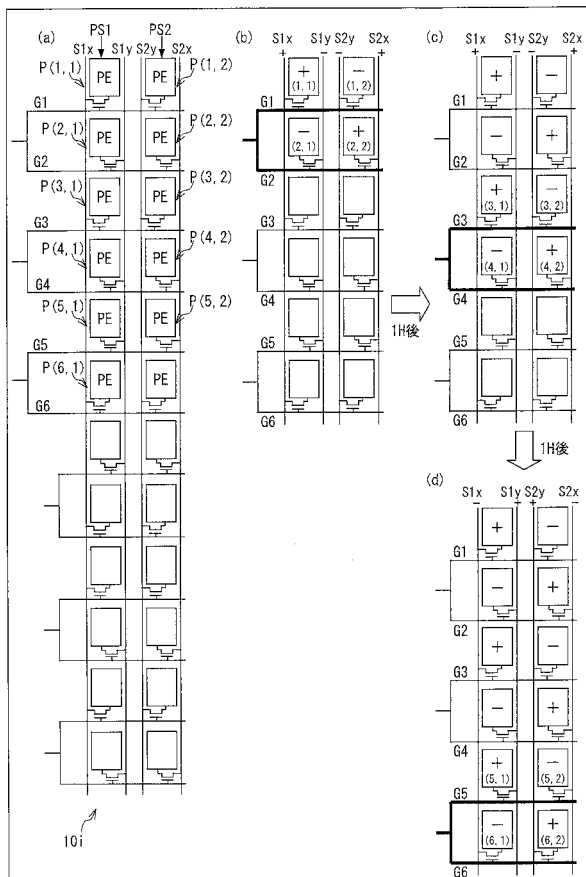 (a)
PS1 PS2
S1x S1y S2y S2x
P(1, 1) PE PE P(1, 2)
G1
P(2, 1) PE PE P(2, 2)
G2
P(3, 1) PE PE P(3, 2)
G3
P(4, 1) PE PE P(4, 2)
G4
P(5, 1) PE PE P(5, 2)
G5
P(6, 1) PE PE
G6
10i
(b)
S1x S1y S2y S2x
+ − − +
+ −
(1, 1) (1, 2)
G1
− +
(2, 1) (2, 2)
G2
G3
G4
G5
G6
1H後
(c)
S1x S1y S2y S2x
+ − − +
+ −
G1
− +
G2
+ −
(3, 1) (3, 2)
G3
− +
(4, 1) (4, 2)
G4
G5
G6
1H後
(d)
S1x S1y S2y S2x
− + + −
+ −
G1
− +
G2
+ −
G3
− +
G4
+ −
(5, 1) (5, 2)
G5
− +
(6, 1) (6, 2)
G6